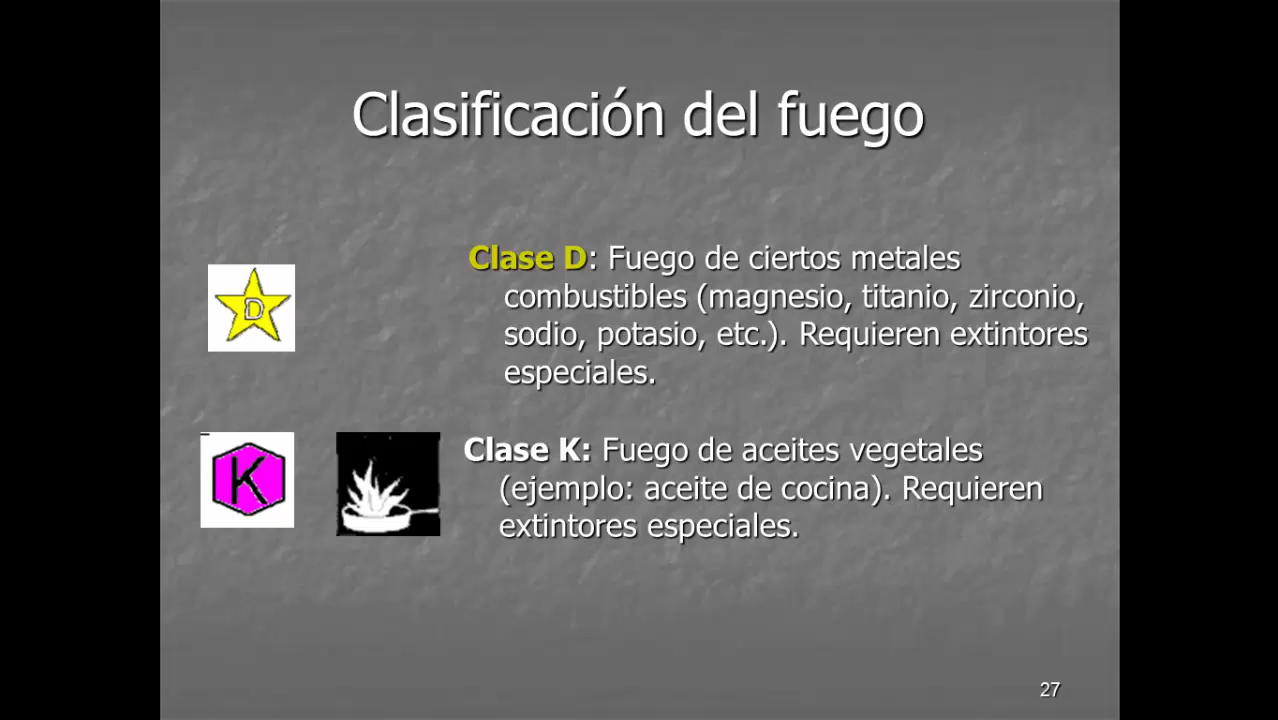 Clasificación del fuego
D
Clase D: Fuego de ciertos metales
combustibles (magnesio, titanio, zirconio,
sodio, potasio, etc.). Requieren extintores
especiales.
K
Clase K: Fuego de aceites vegetales
(ejemplo: aceite de cocina). Requieren
extintores especiales.
27